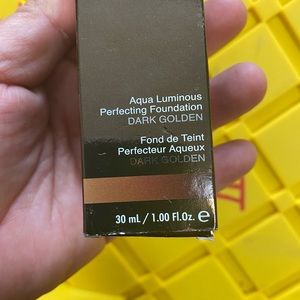 Aqua Luminous
Perfecting Foundation
DARK GOLDEN
Fond de Teint
Perfecteur Aqueux
DARK GOLDEN
30 mL / 1.00 Fl.Oz. ℮